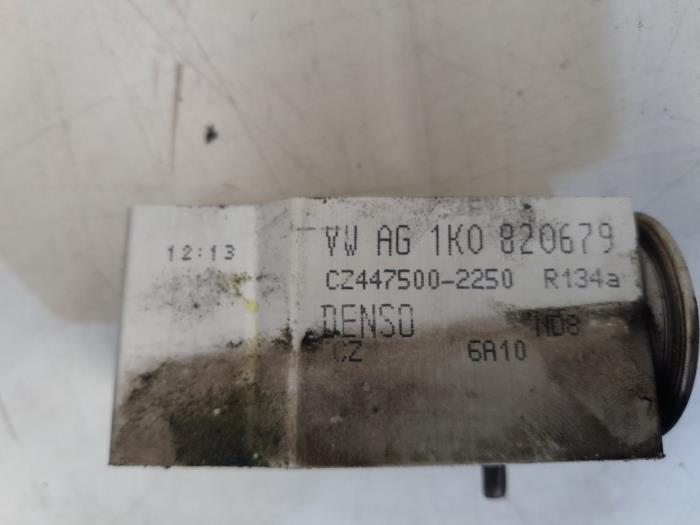 12:13
VW AG 1K0 820679
CZ447500-2250 R134a
DENSO ND8
CZ 6A10